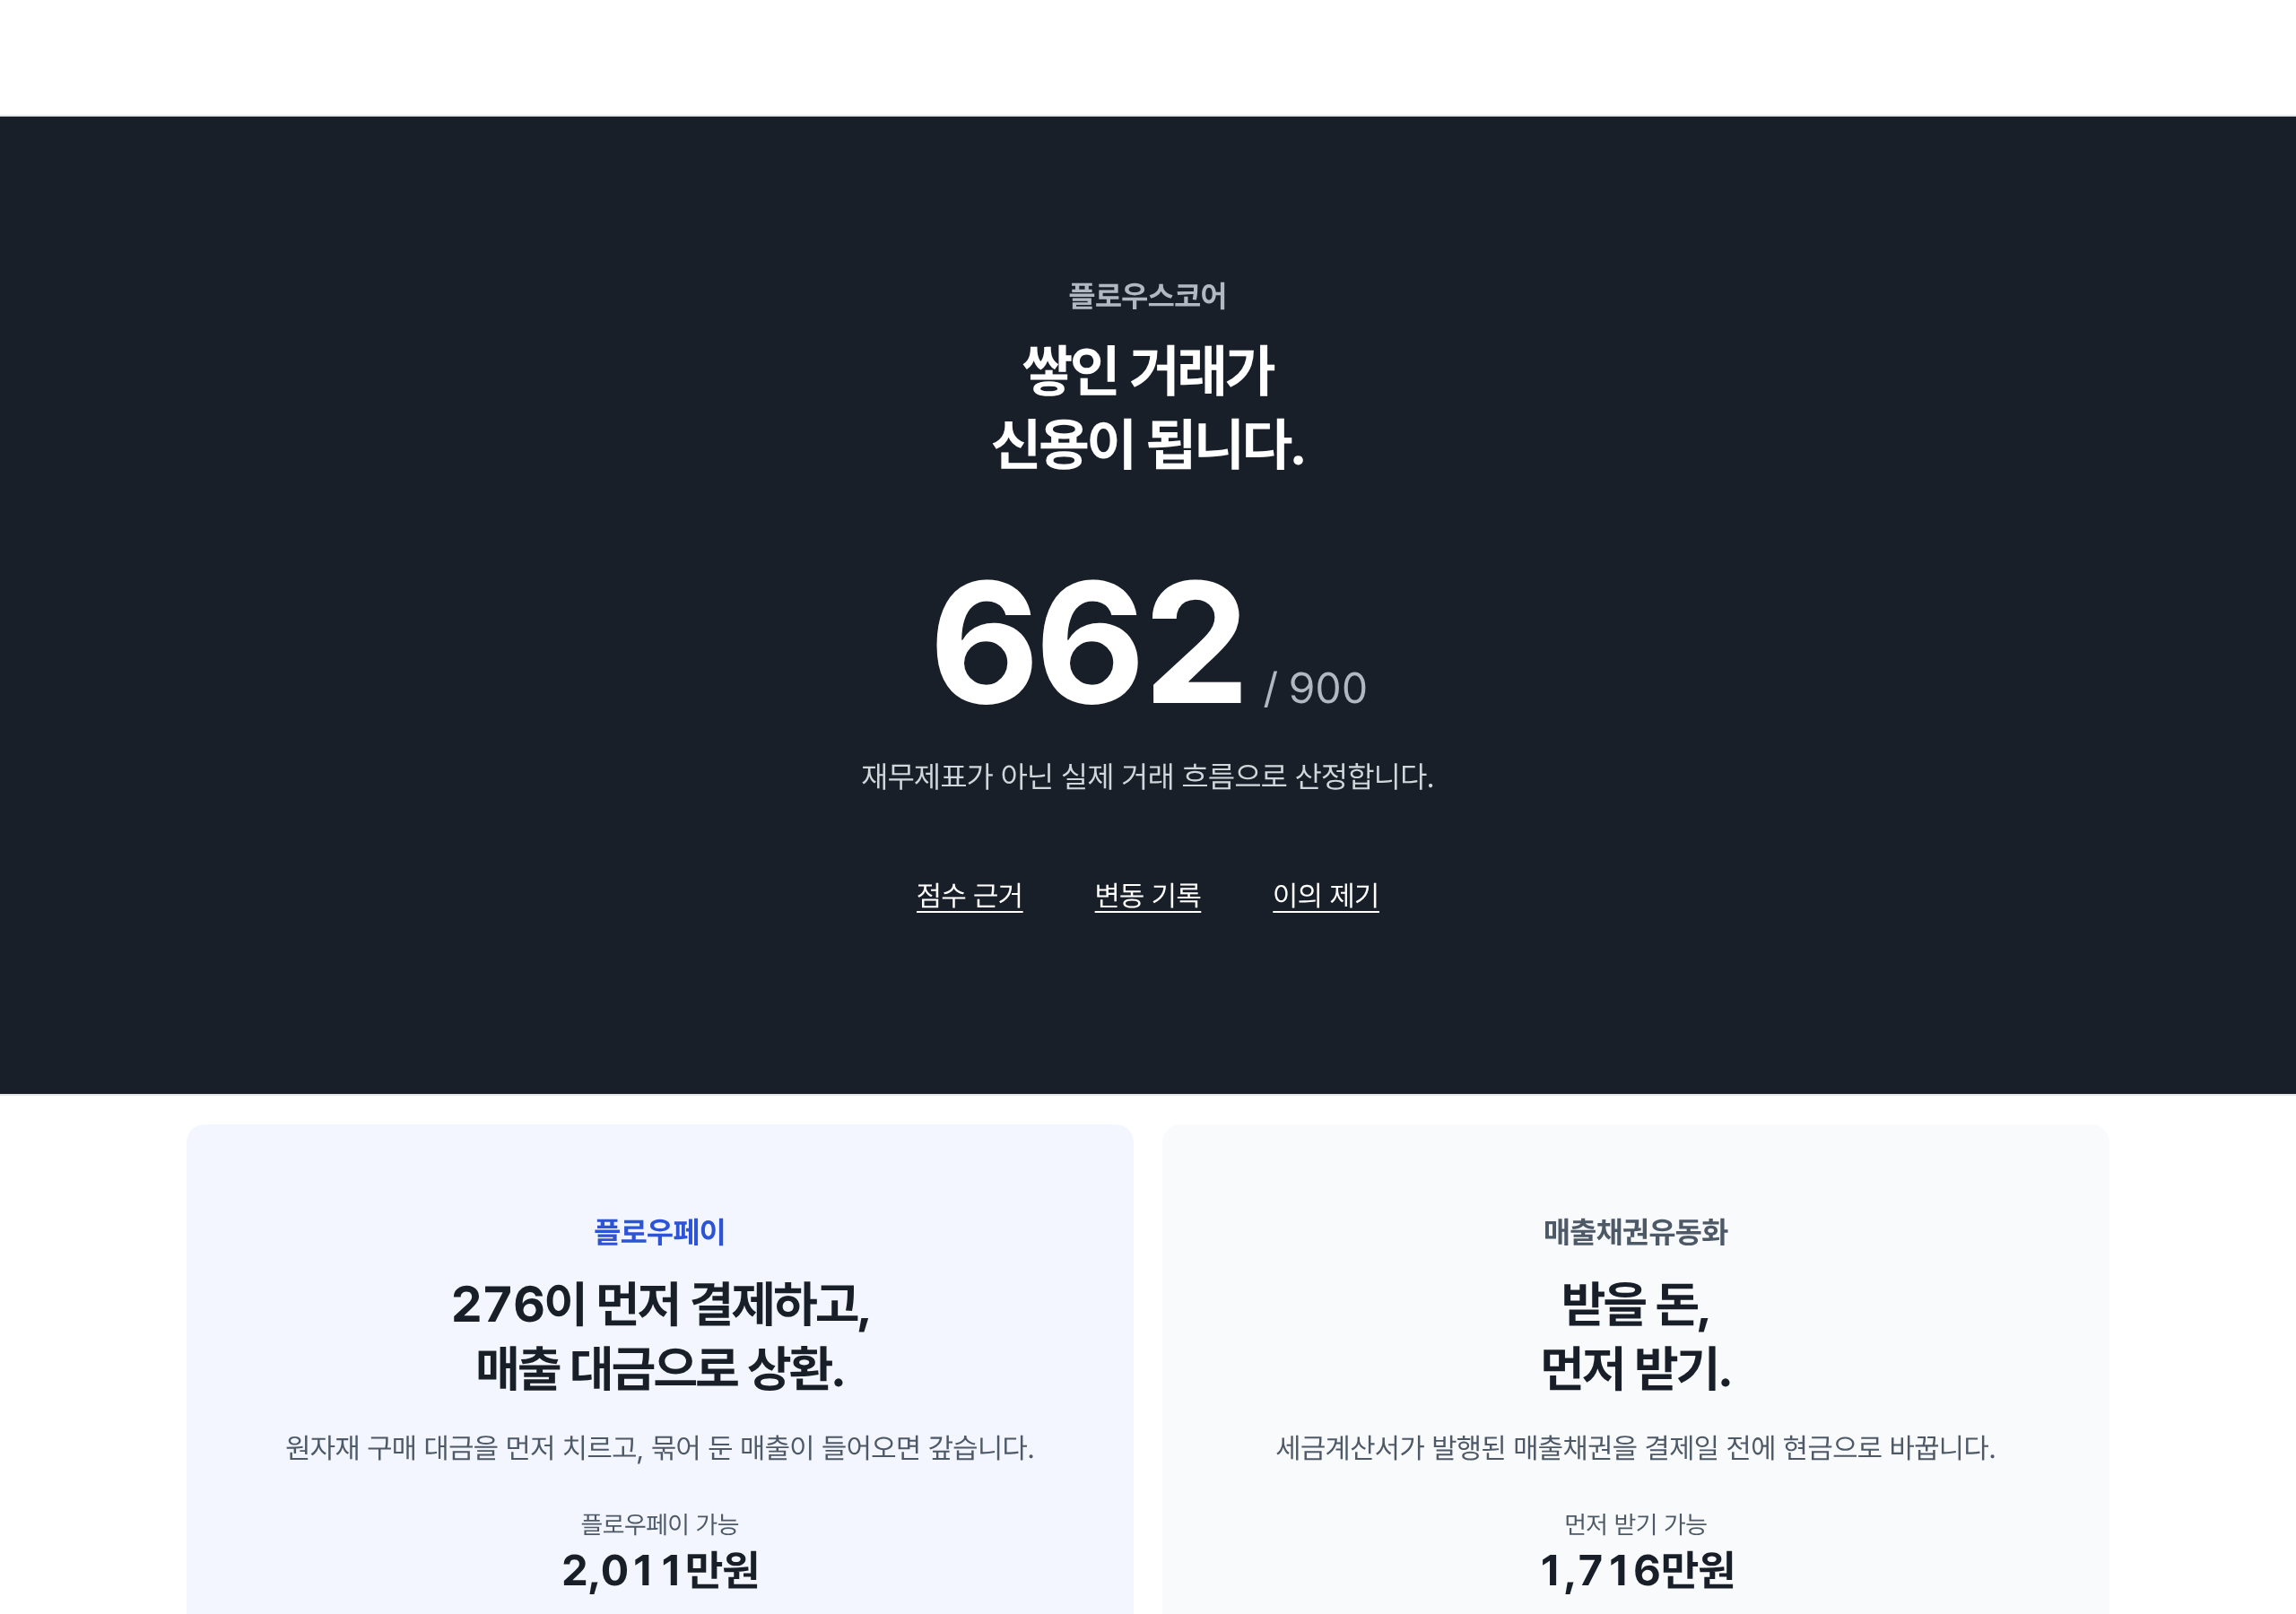 플로우스코어
쌓인 거래가
신용이 됩니다.
662 / 900
재무제표가 아닌 실제 거래 흐름으로 산정합니다.
점수 근거
변동 기록
이의 제기
플로우페이
276이 먼저 결제하고,
매출 대금으로 상환.
원자재 구매 대금을 먼저 치르고, 묶어 둔 매출이 들어오면 갚습니다.
플로우페이 가능
2,011만원
매출채권유동화
받을 돈,
먼저 받기.
세금계산서가 발행된 매출채권을 결제일 전에 현금으로 바꿉니다.
먼저 받기 가능
1,716만원